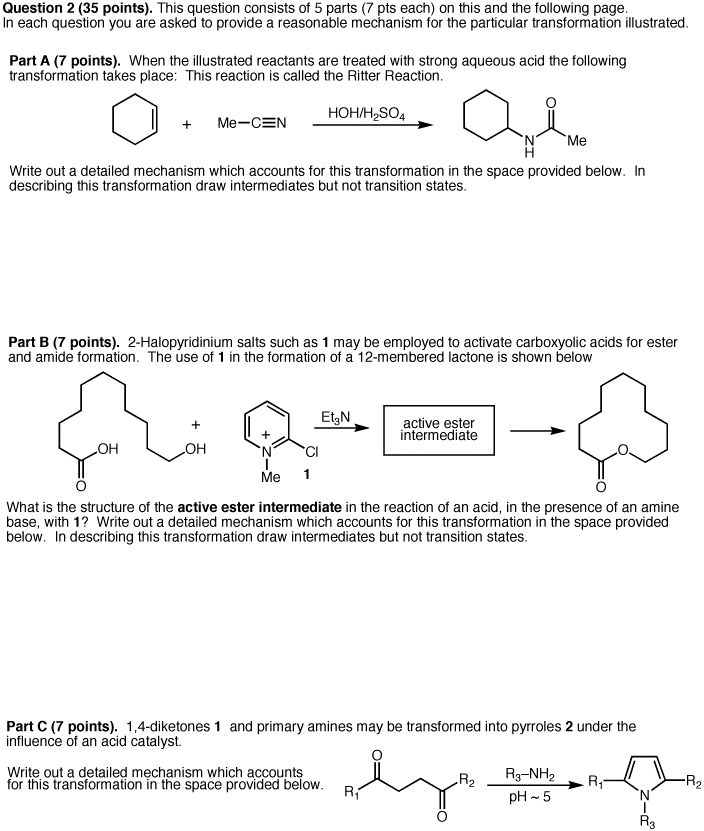 Question 2 (35 points). This question consists of 5 parts (7 pts each) on this and the following page.
In each question you are asked to provide a reasonable mechanism for the particular transformation illustrated.
Part A (7 points). When the illustrated reactants are treated with strong aqueous acid the following
transformation takes place: This reaction is called the Ritter Reaction.
+ Me–C≡N HOH/H2SO4 O N H Me
Write out a detailed mechanism which accounts for this transformation in the space provided below. In
describing this transformation draw intermediates but not transition states.
Part B (7 points). 2-Halopyridinium salts such as 1 may be employed to activate carboxyolic acids for ester
and amide formation. The use of 1 in the formation of a 12-membered lactone is shown below
OH O + OH + N Me Cl 1 Et3N active ester
intermediate O O
What is the structure of the active ester intermediate in the reaction of an acid, in the presence of an amine
base, with 1? Write out a detailed mechanism which accounts for this transformation in the space provided
below. In describing this transformation draw intermediates but not transition states.
Part C (7 points). 1,4-diketones 1 and primary amines may be transformed into pyrroles 2 under the
influence of an acid catalyst.
Write out a detailed mechanism which accounts
for this transformation in the space provided below.
O R1 R2 O R3–NH2 pH ~ 5 R1 N R2 R3